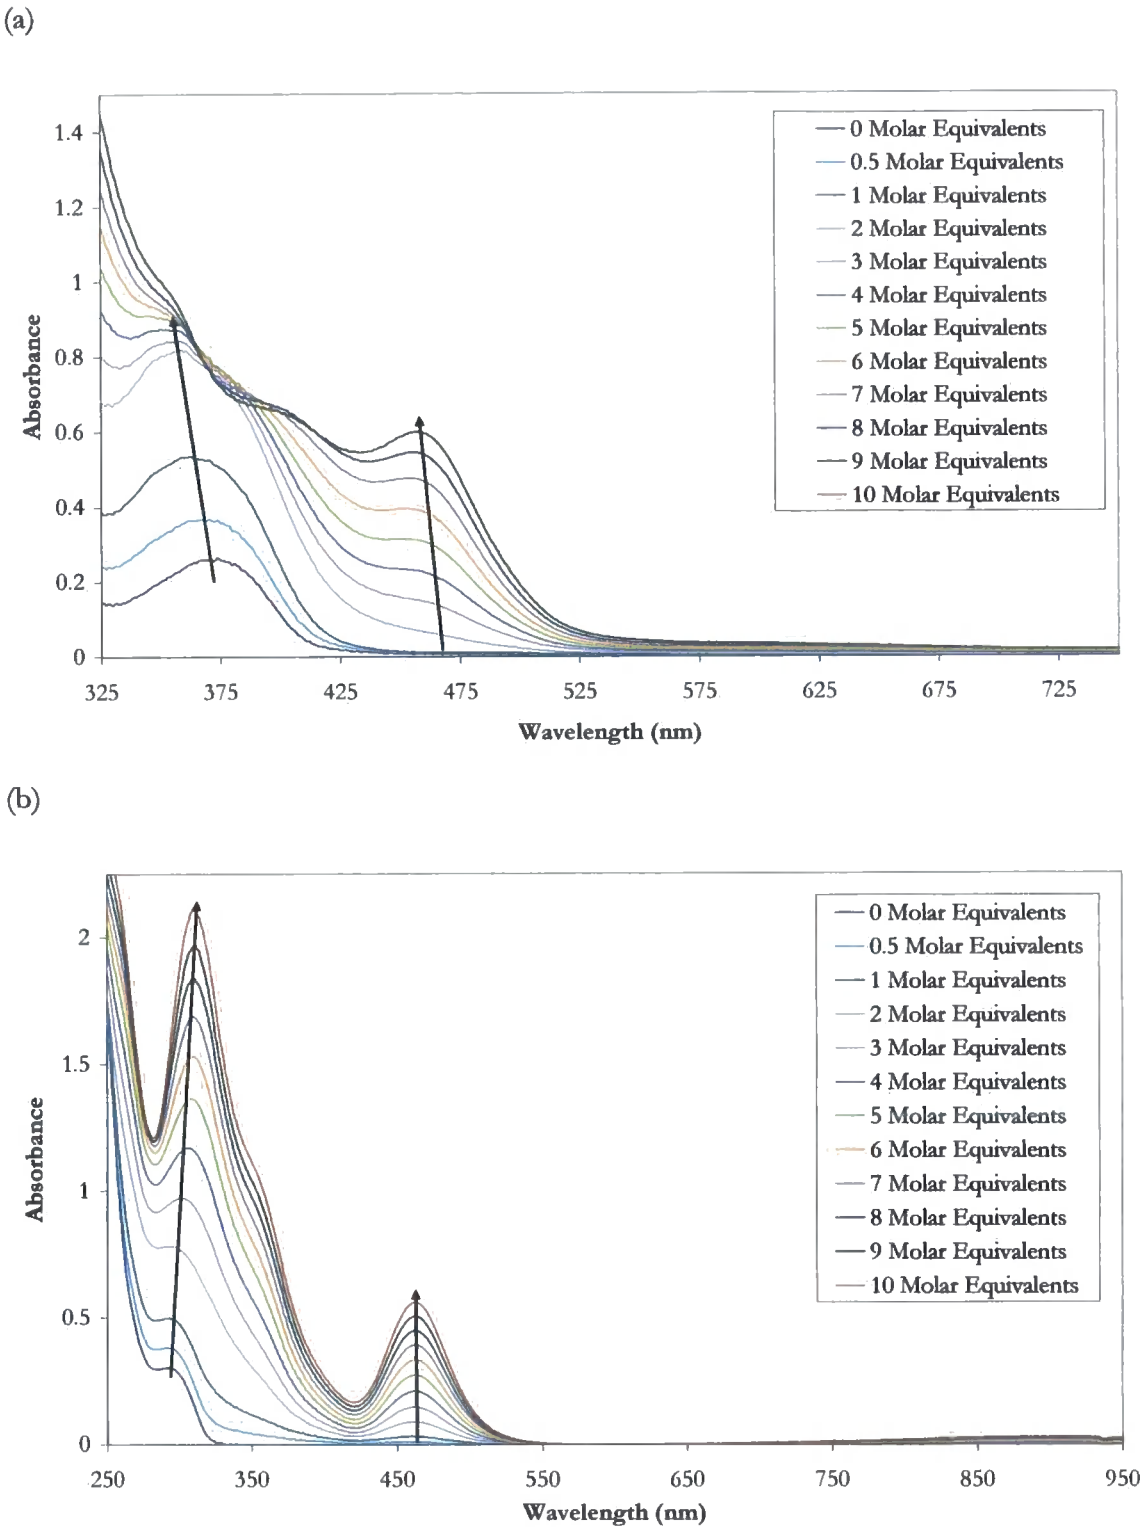 (a)
1.4
1.2
1
0.8
0.6
0.4
0.2
0
Absorbance
0 Molar Equivalents
0.5 Molar Equivalents
1 Molar Equivalents
2 Molar Equivalents
3 Molar Equivalents
4 Molar Equivalents
5 Molar Equivalents
6 Molar Equivalents
7 Molar Equivalents
8 Molar Equivalents
9 Molar Equivalents
10 Molar Equivalents
325 375 425 475 525 575 625 675 725
Wavelength (nm)
(b)
2
1.5
1
0.5
0
Absorbance
0 Molar Equivalents
0.5 Molar Equivalents
1 Molar Equivalents
2 Molar Equivalents
3 Molar Equivalents
4 Molar Equivalents
5 Molar Equivalents
6 Molar Equivalents
7 Molar Equivalents
8 Molar Equivalents
9 Molar Equivalents
10 Molar Equivalents
250 350 450 550 650 750 850 950
Wavelength (nm)